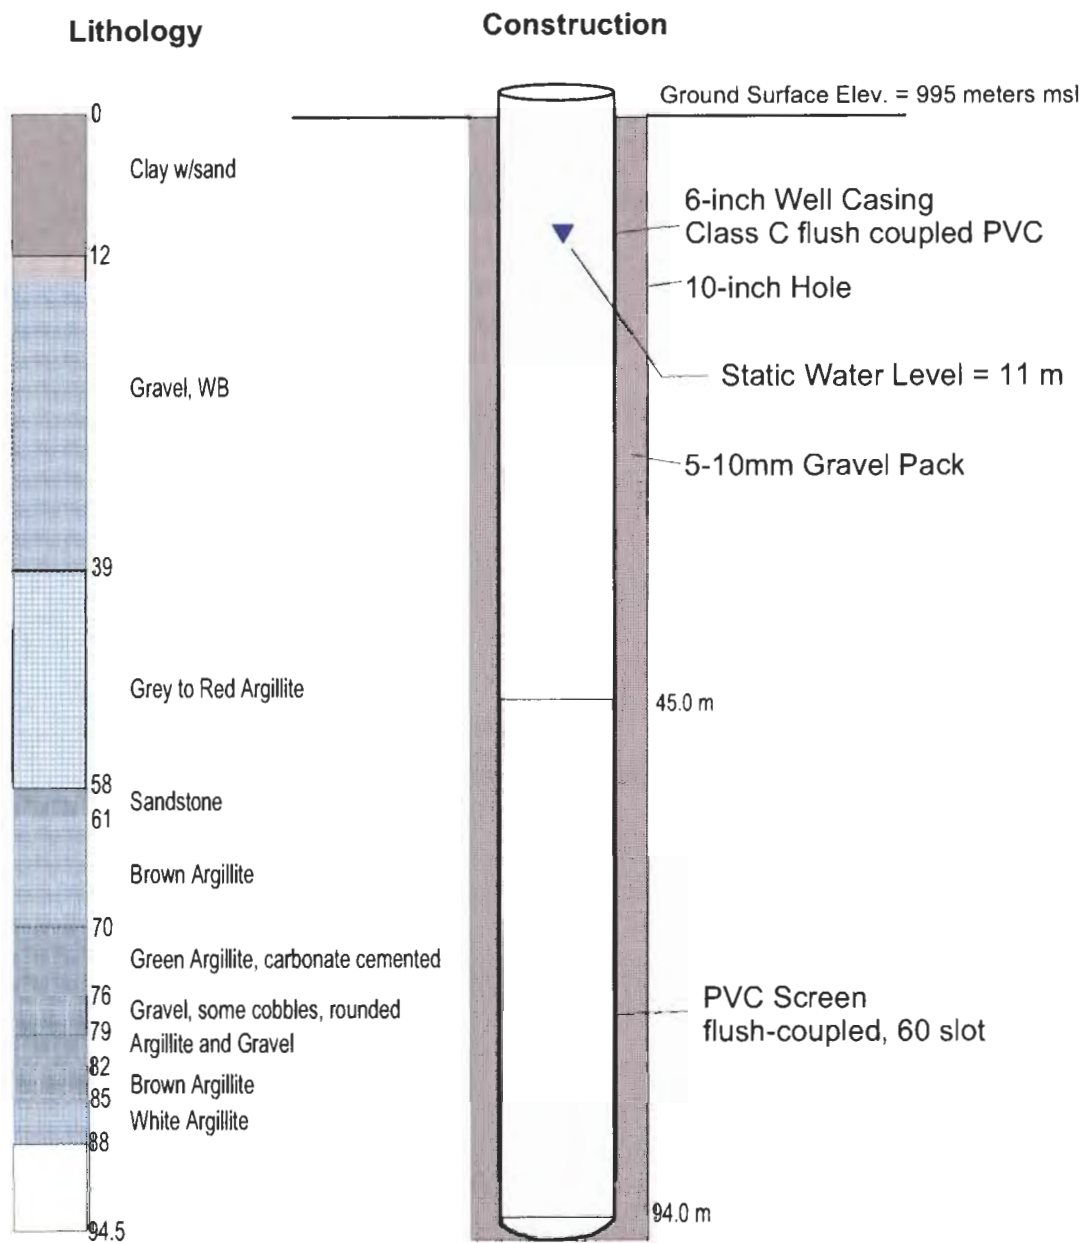 Lithology
Construction
Ground Surface Elev. = 995 meters msl
0
Clay w/sand
6-inch Well Casing
Class C flush coupled PVC
12
10-inch Hole
Static Water Level = 11 m
Gravel, WB
5-10mm Gravel Pack
39
Grey to Red Argillite
45.0 m
58
Sandstone
61
Brown Argillite
70
Green Argillite, carbonate cemented
76
Gravel, some cobbles, rounded
PVC Screen
flush-coupled, 60 slot
79
Argillite and Gravel
82
Brown Argillite
85
White Argillite
88
94.0 m
94.5